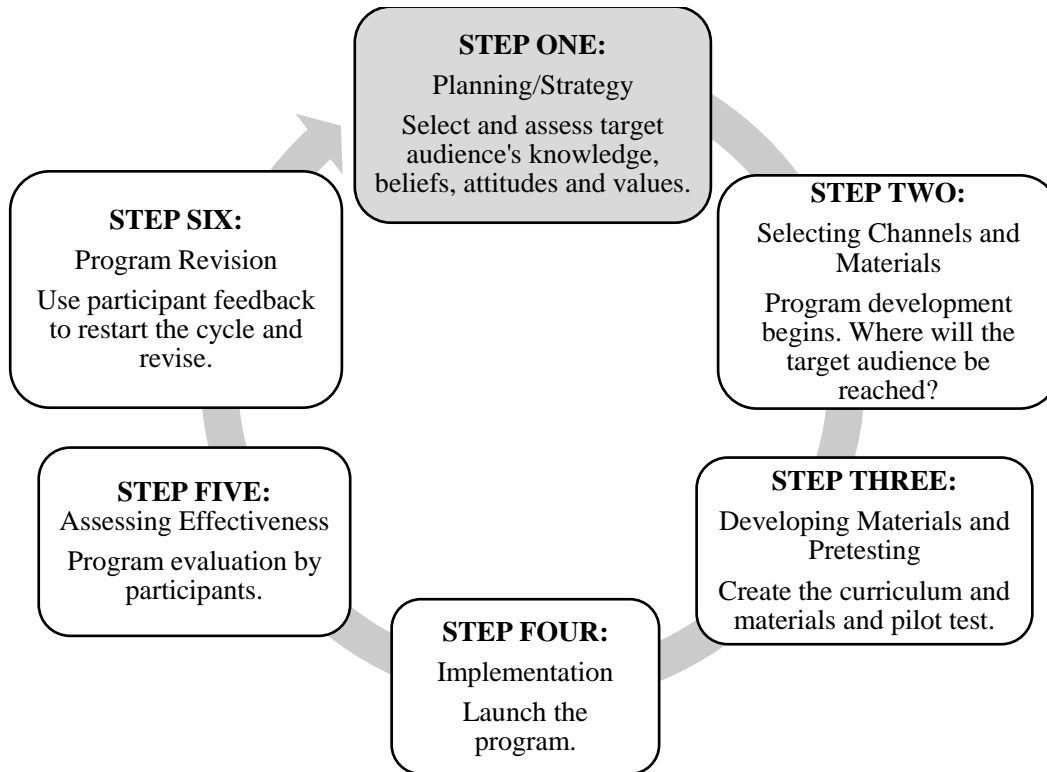 STEP ONE:
Planning/Strategy
Select and assess target
audience's knowledge,
beliefs, attitudes and values.
STEP TWO:
Selecting Channels and
Materials
Program development
begins. Where will the
target audience be
reached?
STEP THREE:
Developing Materials and
Pretesting
Create the curriculum and
materials and pilot test.
STEP FOUR:
Implementation
Launch the
program.
STEP FIVE:
Assessing Effectiveness
Program evaluation by
participants.
STEP SIX:
Program Revision
Use participant feedback
to restart the cycle and
revise.